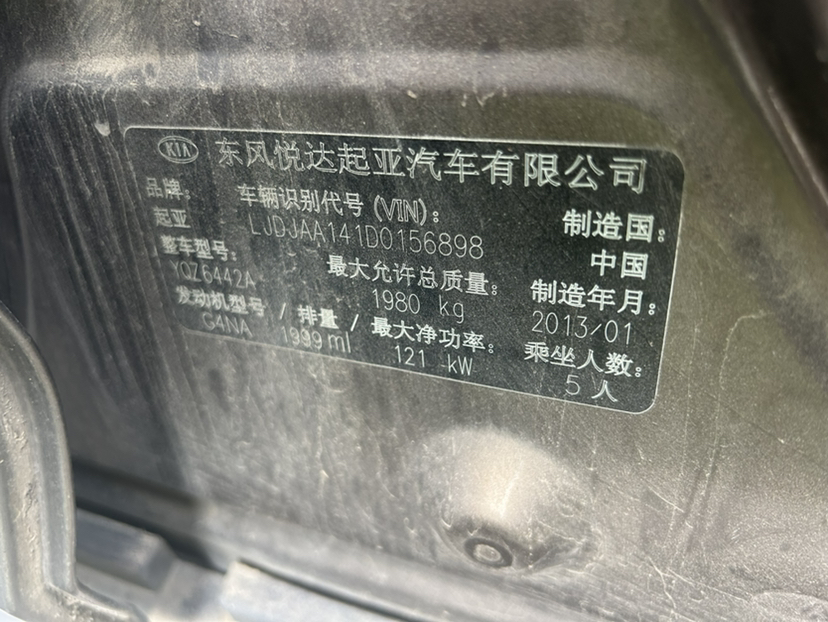 KIA 东风悦达起亚汽车有限公司
品牌: 车辆识别代号(VIN): 制造国:
起亚 LJDJAA141D0156898 中国
整车型号: 最大允许总质量: 制造年月:
YQZ6442A 1980 kg 2013/01
发动机型号 / 排量 / 最大净功率: 乘坐人数:
G4NA 1999 ml 121 kW 5 人